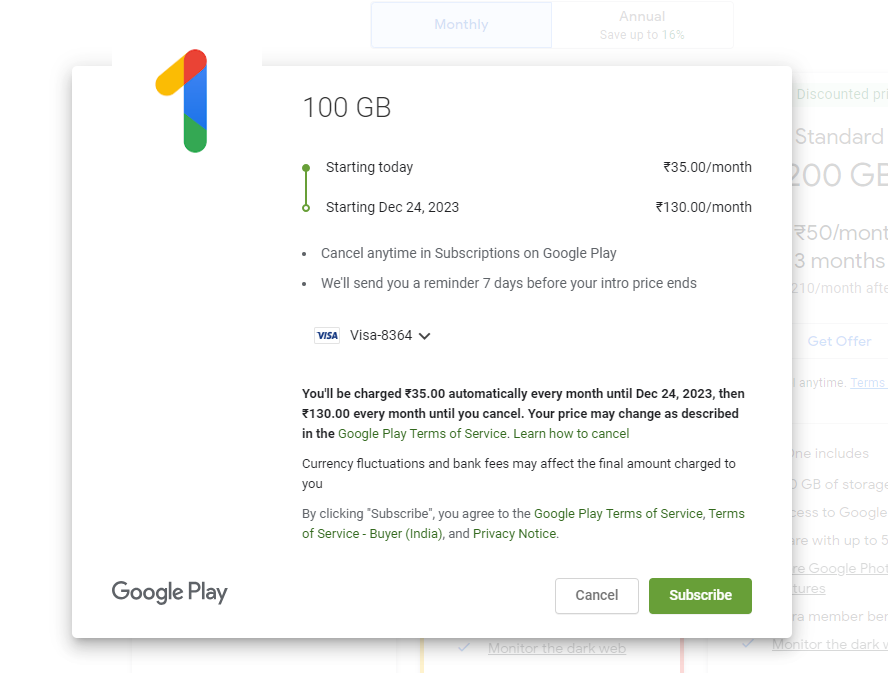 Monthly
Annual
Save up to 16%
100 GB
Starting today ₹35.00/month
Starting Dec 24, 2023 ₹130.00/month
Cancel anytime in Subscriptions on Google Play
We'll send you a reminder 7 days before your intro price ends
VISA Visa-8364
You'll be charged ₹35.00 automatically every month until Dec 24, 2023, then
₹130.00 every month until you cancel. Your price may change as described
in the Google Play Terms of Service. Learn how to cancel
Currency fluctuations and bank fees may affect the final amount charged to
you
By clicking "Subscribe", you agree to the Google Play Terms of Service, Terms
of Service - Buyer (India), and Privacy Notice.
Google Play
Cancel
Subscribe
Discounted pri
Standard
200 GB
₹50/mont
3 months
210/month afte
Get Offer
anytime. Terms
One includes
GB of storage
cess to Google
are with up to 5
re Google Phot
tures
ra member ben
Monitor the dark w
Monitor the dark web